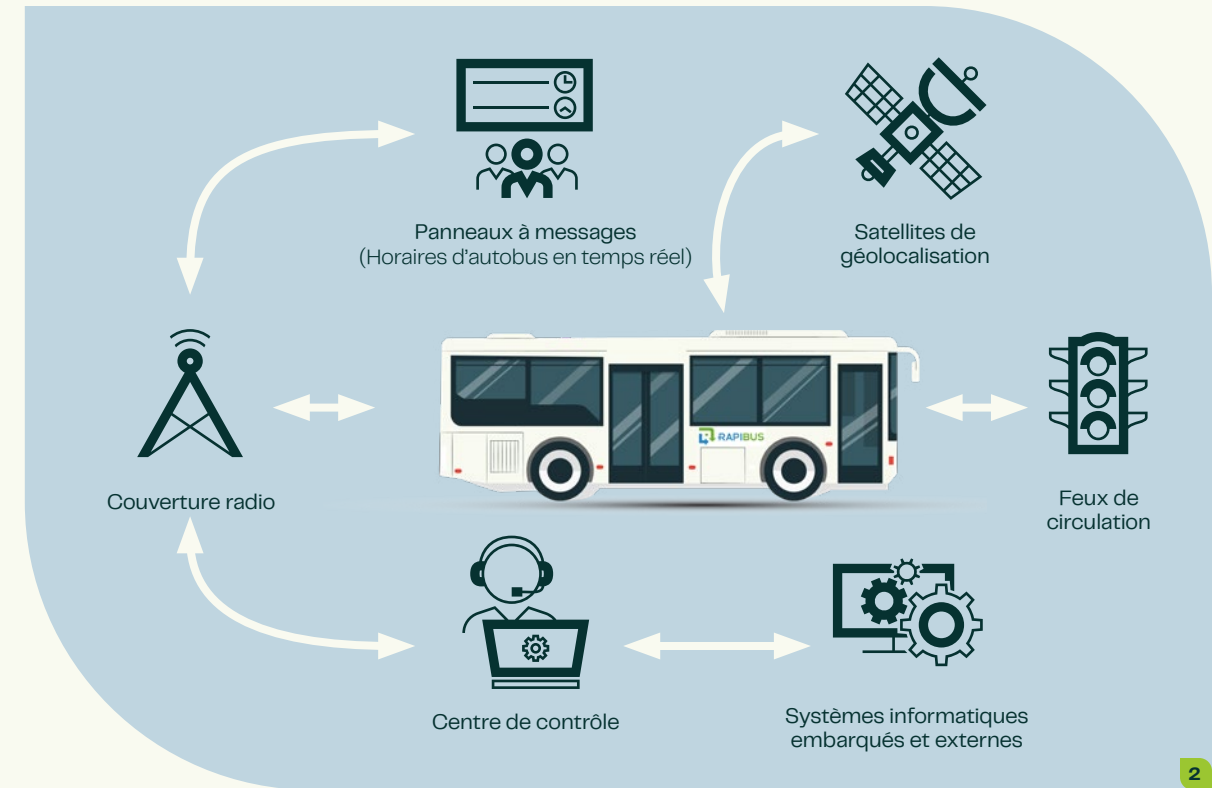 Panneaux à messages
(Horaires d'autobus en temps réel)
Satellites de
géolocalisation
RAPIBUS
Couverture radio
Feux de
circulation
Centre de contrôle
Systèmes informatiques
embarqués et externes
2